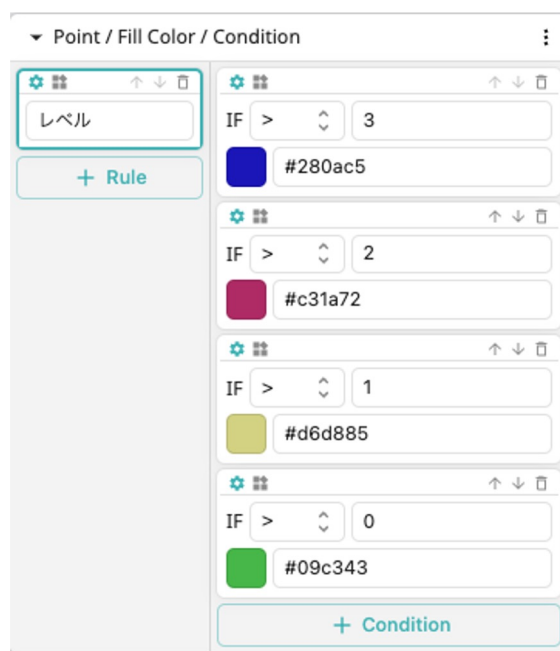 Point / Fill Color / Condition
レベル
+ Rule
IF > 3
#280ac5
IF > 2
#c31a72
IF > 1
#d6d885
IF > 0
#09c343
+ Condition